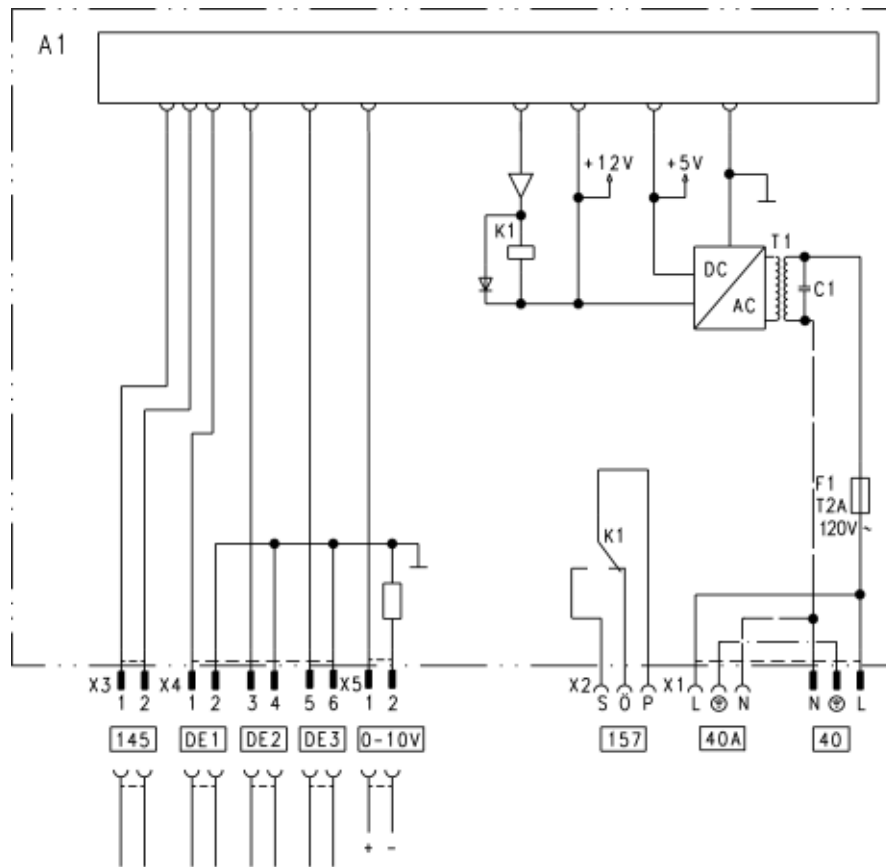 A1
+12V
+5V
K1
T1
DC
AC
C1
F1
T2A
120V~
K1
X3 1 2 X4 1 2 3 4 5 6 X5 1 2
X2 S Ö P X1 L N N L
145 DE1 DE2 DE3 0-10V 157 40A 40
+ -